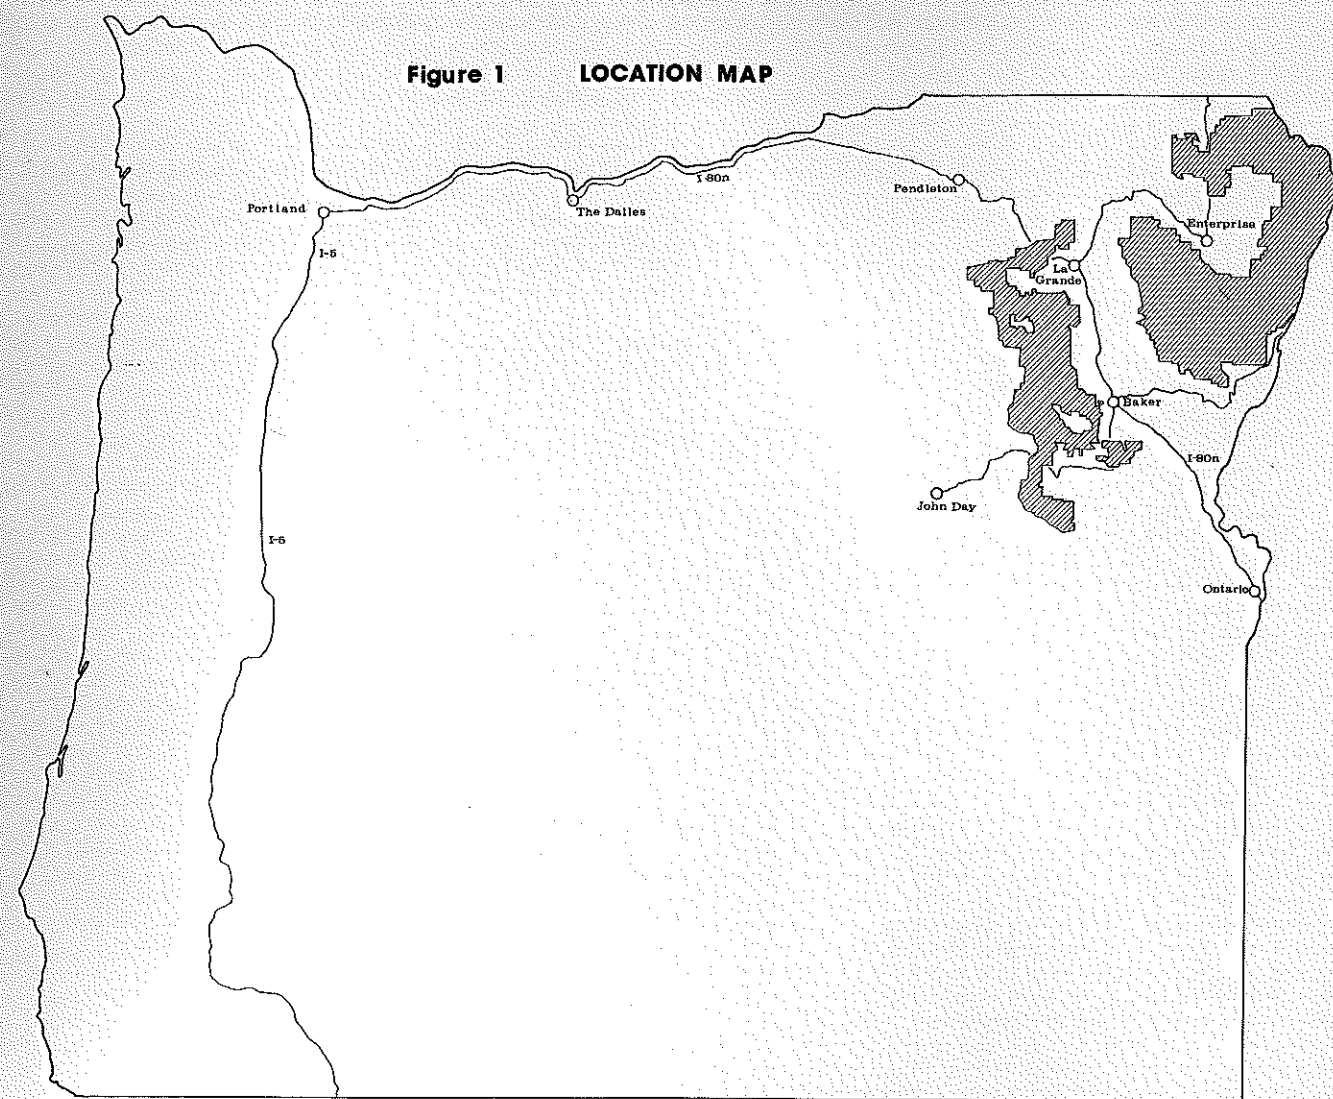 Figure 1 LOCATION MAP
I-80n
Pendleton
Portland
The Dalles
Enterprise
I-5
La
Grande
Baker
I-80n
John Day
I-5
Ontario